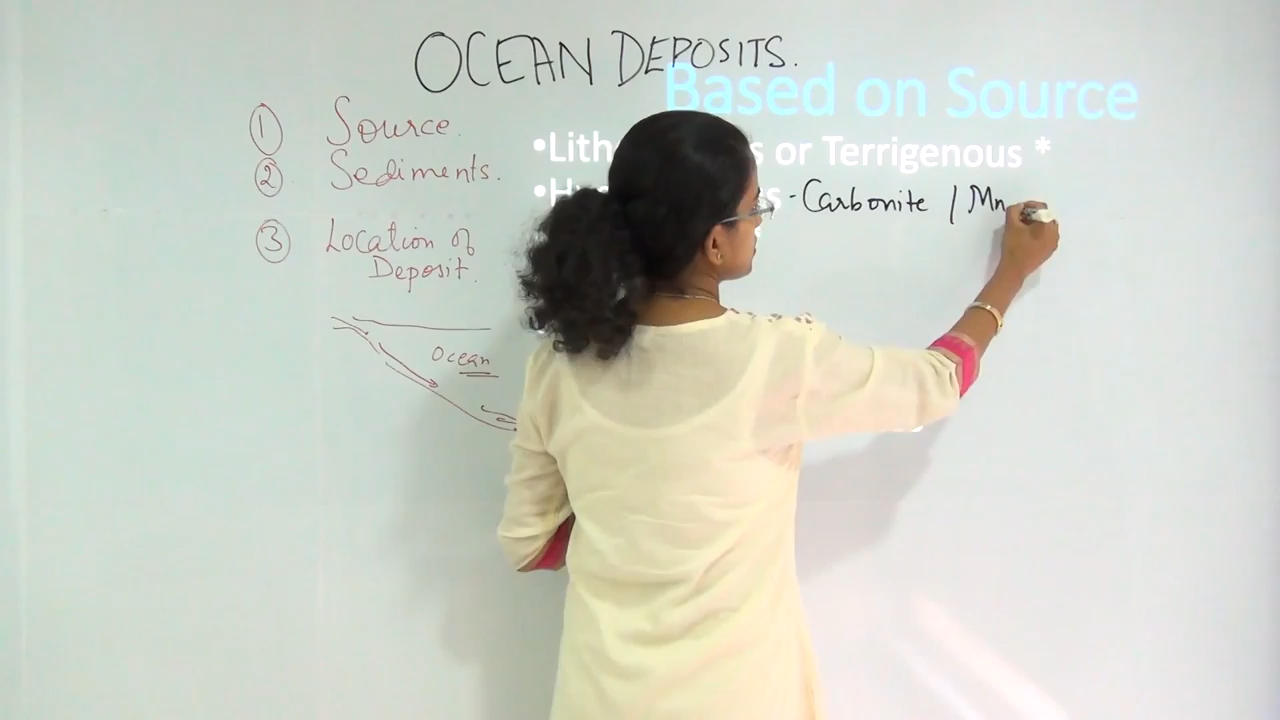 OCEAN DEPOSITS.
Based on Source
① Source.
② Sediments.
③ Location of
Deposit.
Ocean
•Lith s or Terrigenous *
•H s -Carbonite / Mn